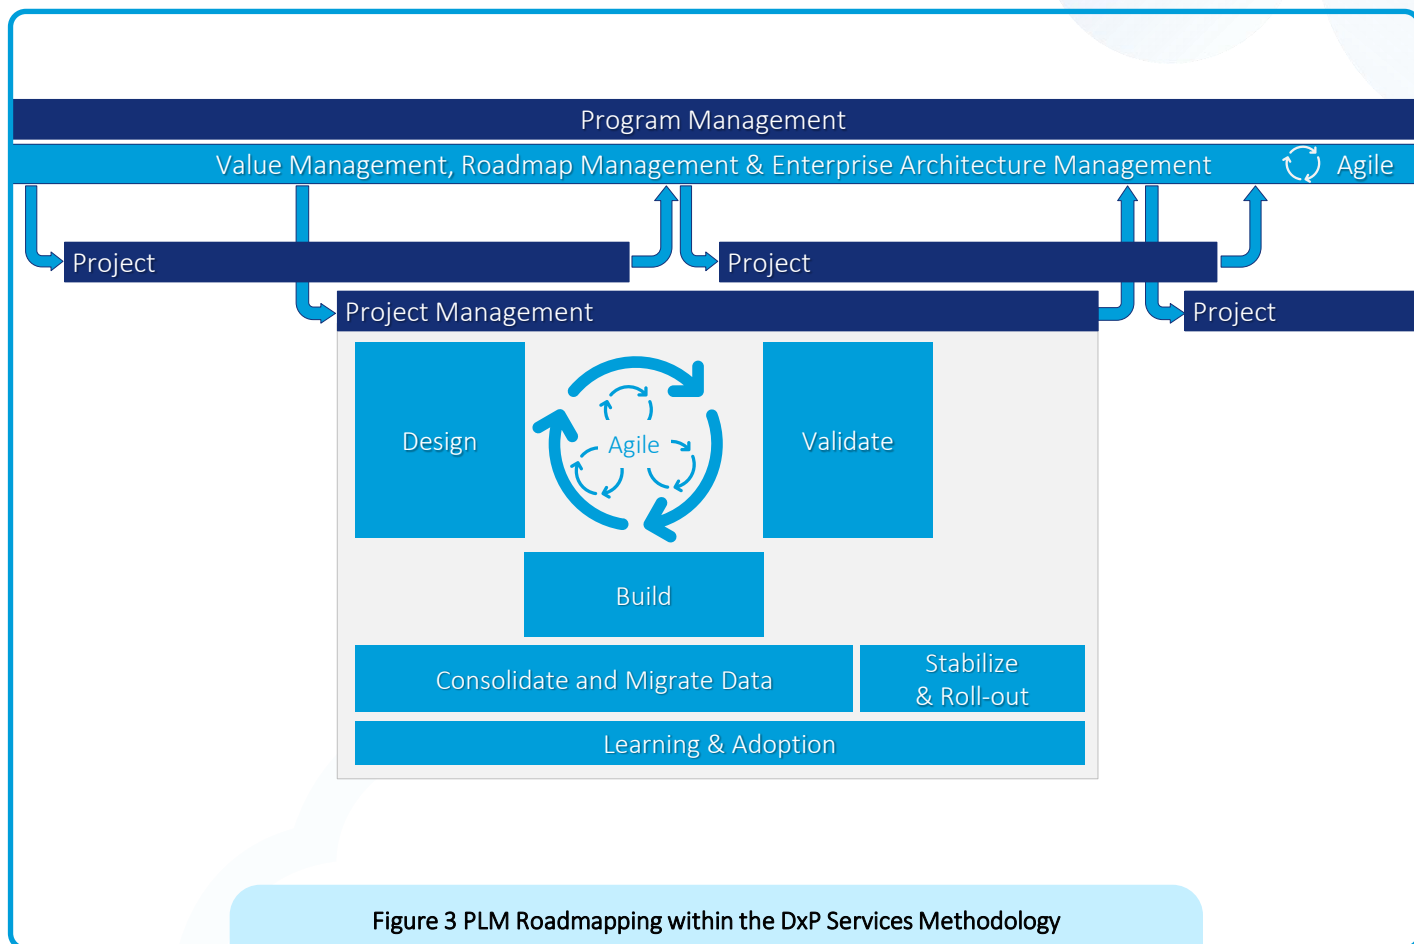 Program Management
Value Management, Roadmap Management & Enterprise Architecture Management Agile
Project
Project
Project Management
Project
Design
Agile
Validate
Build
Consolidate and Migrate Data
Stabilize
& Roll-out
Learning & Adoption
Figure 3 PLM Roadmapping within the DxP Services Methodology